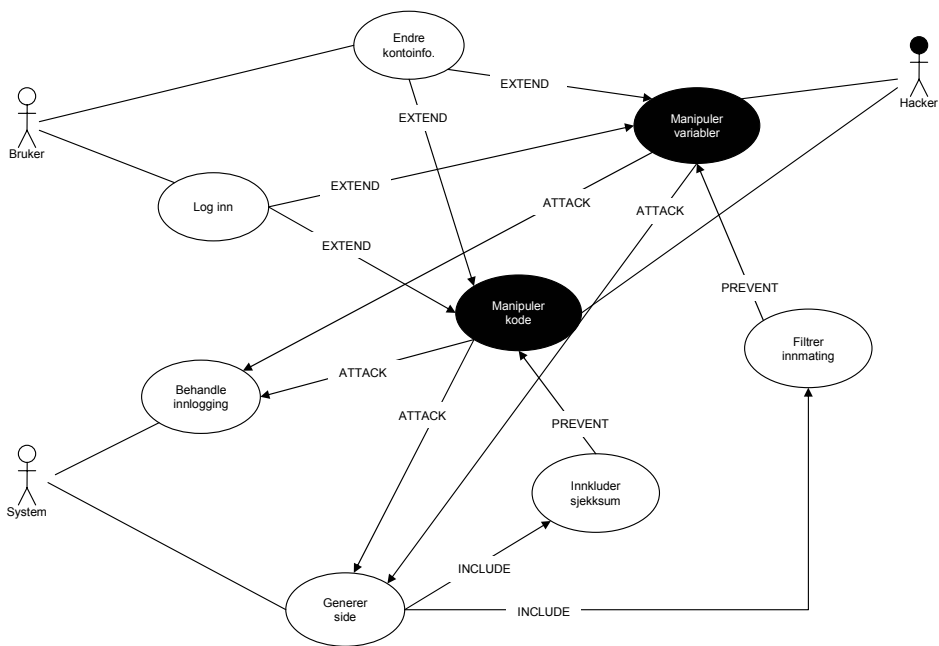 Endre
kontoinfo.
EXTEND
Hacker
EXTEND
Manipuler
variabler
Bruker
EXTEND
Log inn
ATTACK
ATTACK
EXTEND
PREVENT
Manipuler
kode
Filtrer
innmating
ATTACK
Behandle
innlogging
ATTACK
PREVENT
Innkluder
sjekksum
System
INCLUDE
Generer
side
INCLUDE